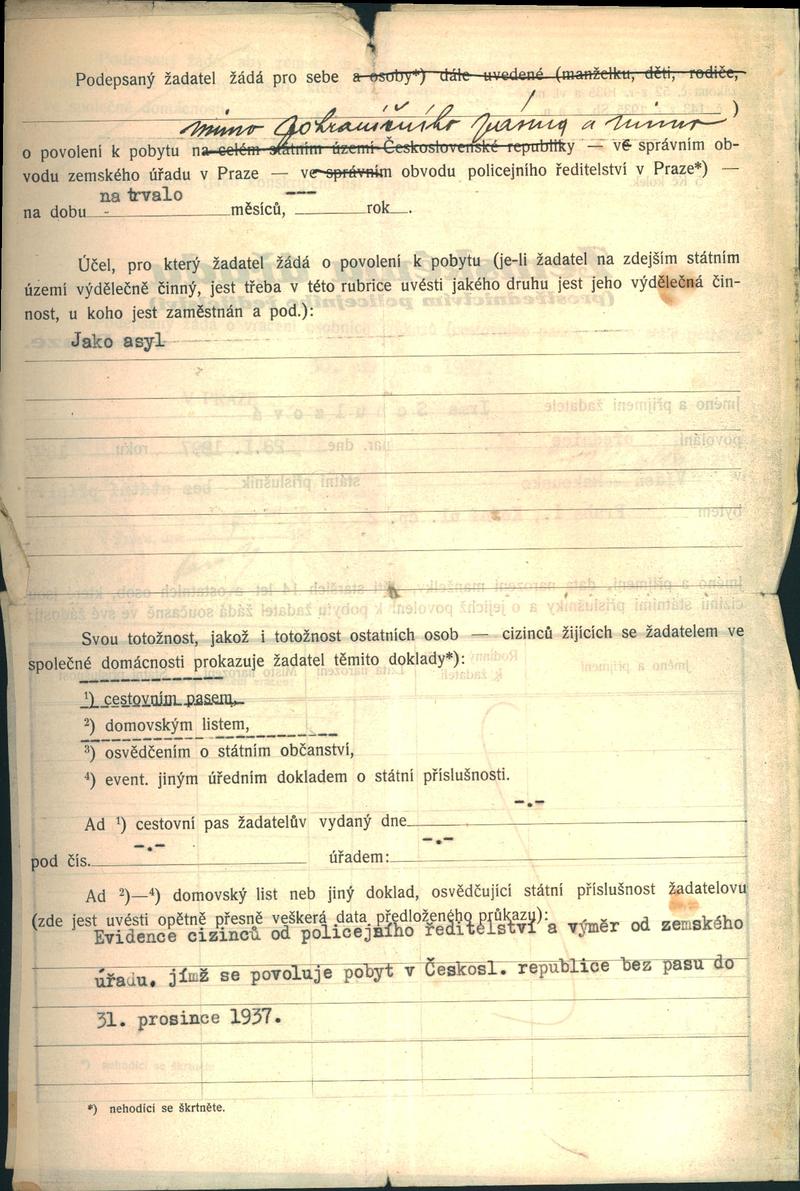 Podepsaný žadatel žádá pro sebe a osoby*) dále uvedené (manželku, děti, rodiče,
mimo pohraničního pásma a mimo )
o povolení k pobytu na celém státním území Československé republiky — ve správním ob-
vodu zemského úřadu v Praze — ve správním obvodu policejního ředitelství v Praze*) —
na trvalo ---
na dobu - měsíců, rok .
Účel, pro který žadatel žádá o povolení k pobytu (je-li žadatel na zdejším státním
území výdělečně činný, jest třeba v této rubrice uvésti jakého druhu jest jeho výdělečná čin-
nost, u koho jest zaměstnán a pod.):
Jako asyl
Svou totožnost, jakož i totožnost ostatních osob — cizinců žijících se žadatelem ve
společné domácnosti prokazuje žadatel těmito doklady*):
¹) cestovním pasem,
²) domovským listem,
³) osvědčením o státním občanství,
⁴) event. jiným úředním dokladem o státní příslušnosti.
Ad ¹) cestovní pas žadatelův vydaný dne -.-
pod čís. -.- úřadem: -.-
Ad ²)—⁴) domovský list neb jiný doklad, osvědčující státní příslušnost žadatelovu
(zde jest uvésti opětně přesně veškerá data předloženého průkazu):
Evidence cizinců od policejního ředitelství a výměr od zemského
úřadu, jímž se povoluje pobyt v Českosl. republice bez pasu do
31. prosince 1937.
*) nehodící se škrtněte.